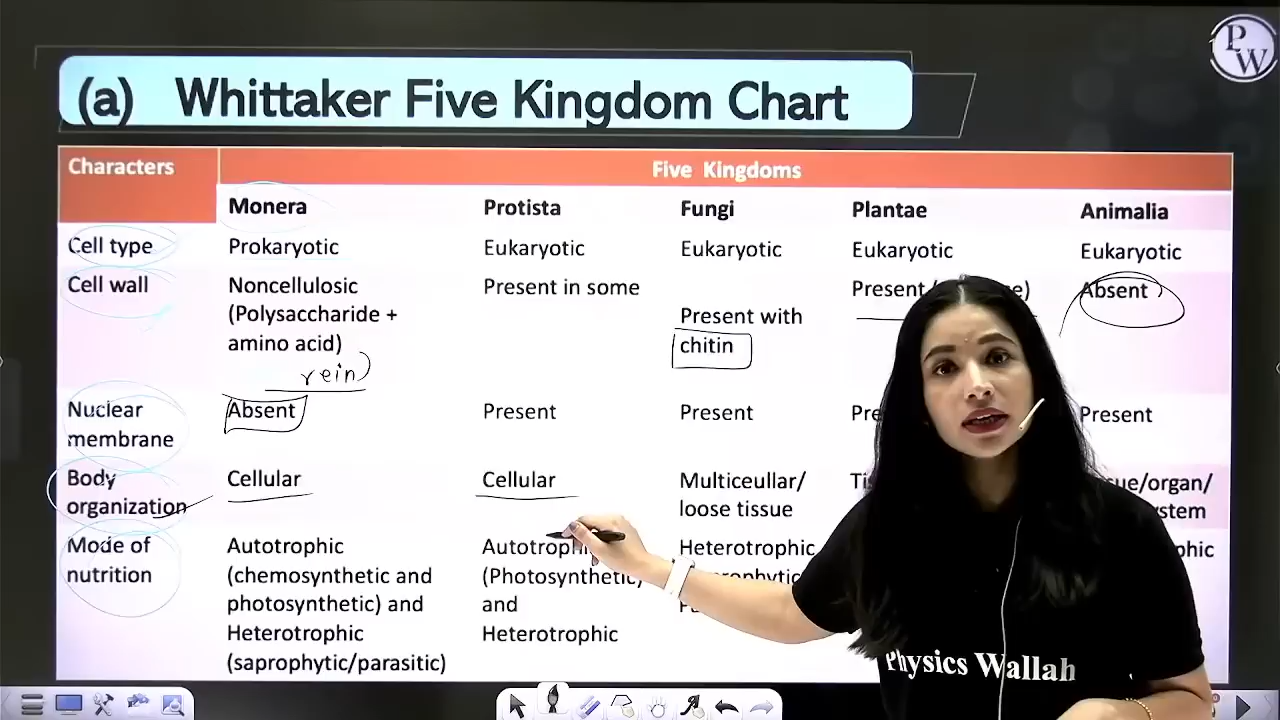 PW
(a) Whittaker Five Kingdom Chart
Characters
Five Kingdoms
Monera
Protista
Fungi
Plantae
Animalia
Cell type
Prokaryotic
Eukaryotic
Eukaryotic
Eukaryotic
Eukaryotic
Cell wall
Noncellulosic
(Polysaccharide +
amino acid)
Present in some
Present with
chitin
Present
Absent
Nuclear
membrane
Absent
Present
Present
Present
Body
organization
Cellular
Cellular
Multiceullar/
loose tissue
Mode of
nutrition
Autotrophic
(chemosynthetic and
photosynthetic) and
Heterotrophic
(saprophytic/parasitic)
Autotrophic
(Photosynthetic)
and
Heterotrophic
Heterotrophic
Physics Wallah